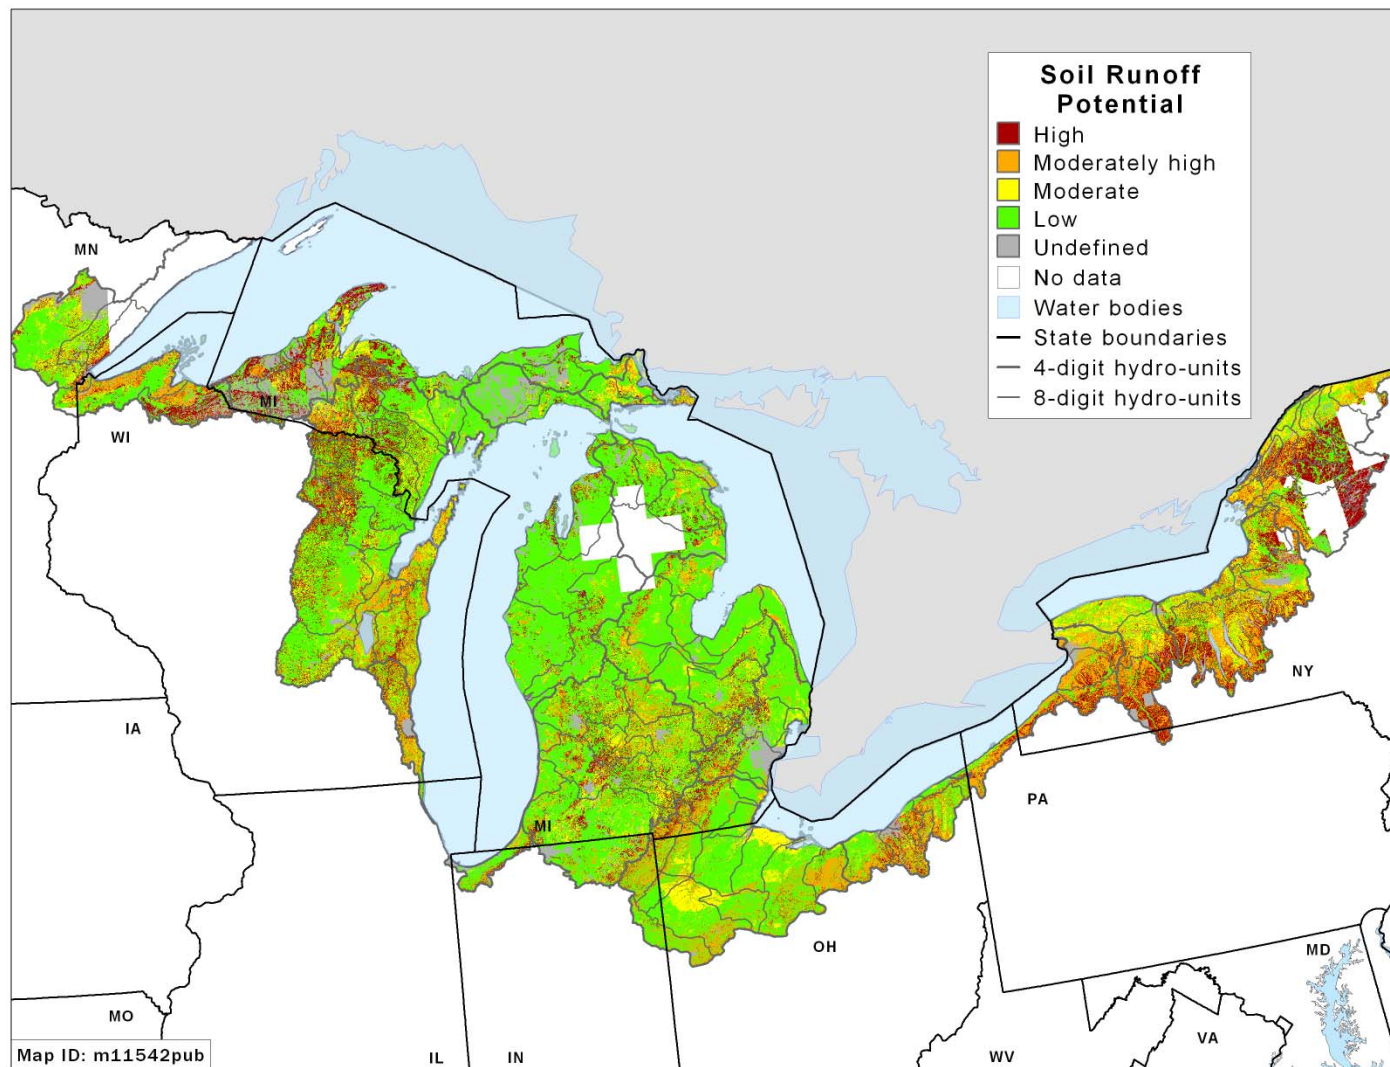 Soil Runoff
Potential
High
Moderately high
Moderate
Low
Undefined
No data
Water bodies
State boundaries
4-digit hydro-units
8-digit hydro-units
MN
MI
WI
NY
IA
PA
MI
OH
MD
MO
VA
Map ID: m11542pub
IL
IN
WV